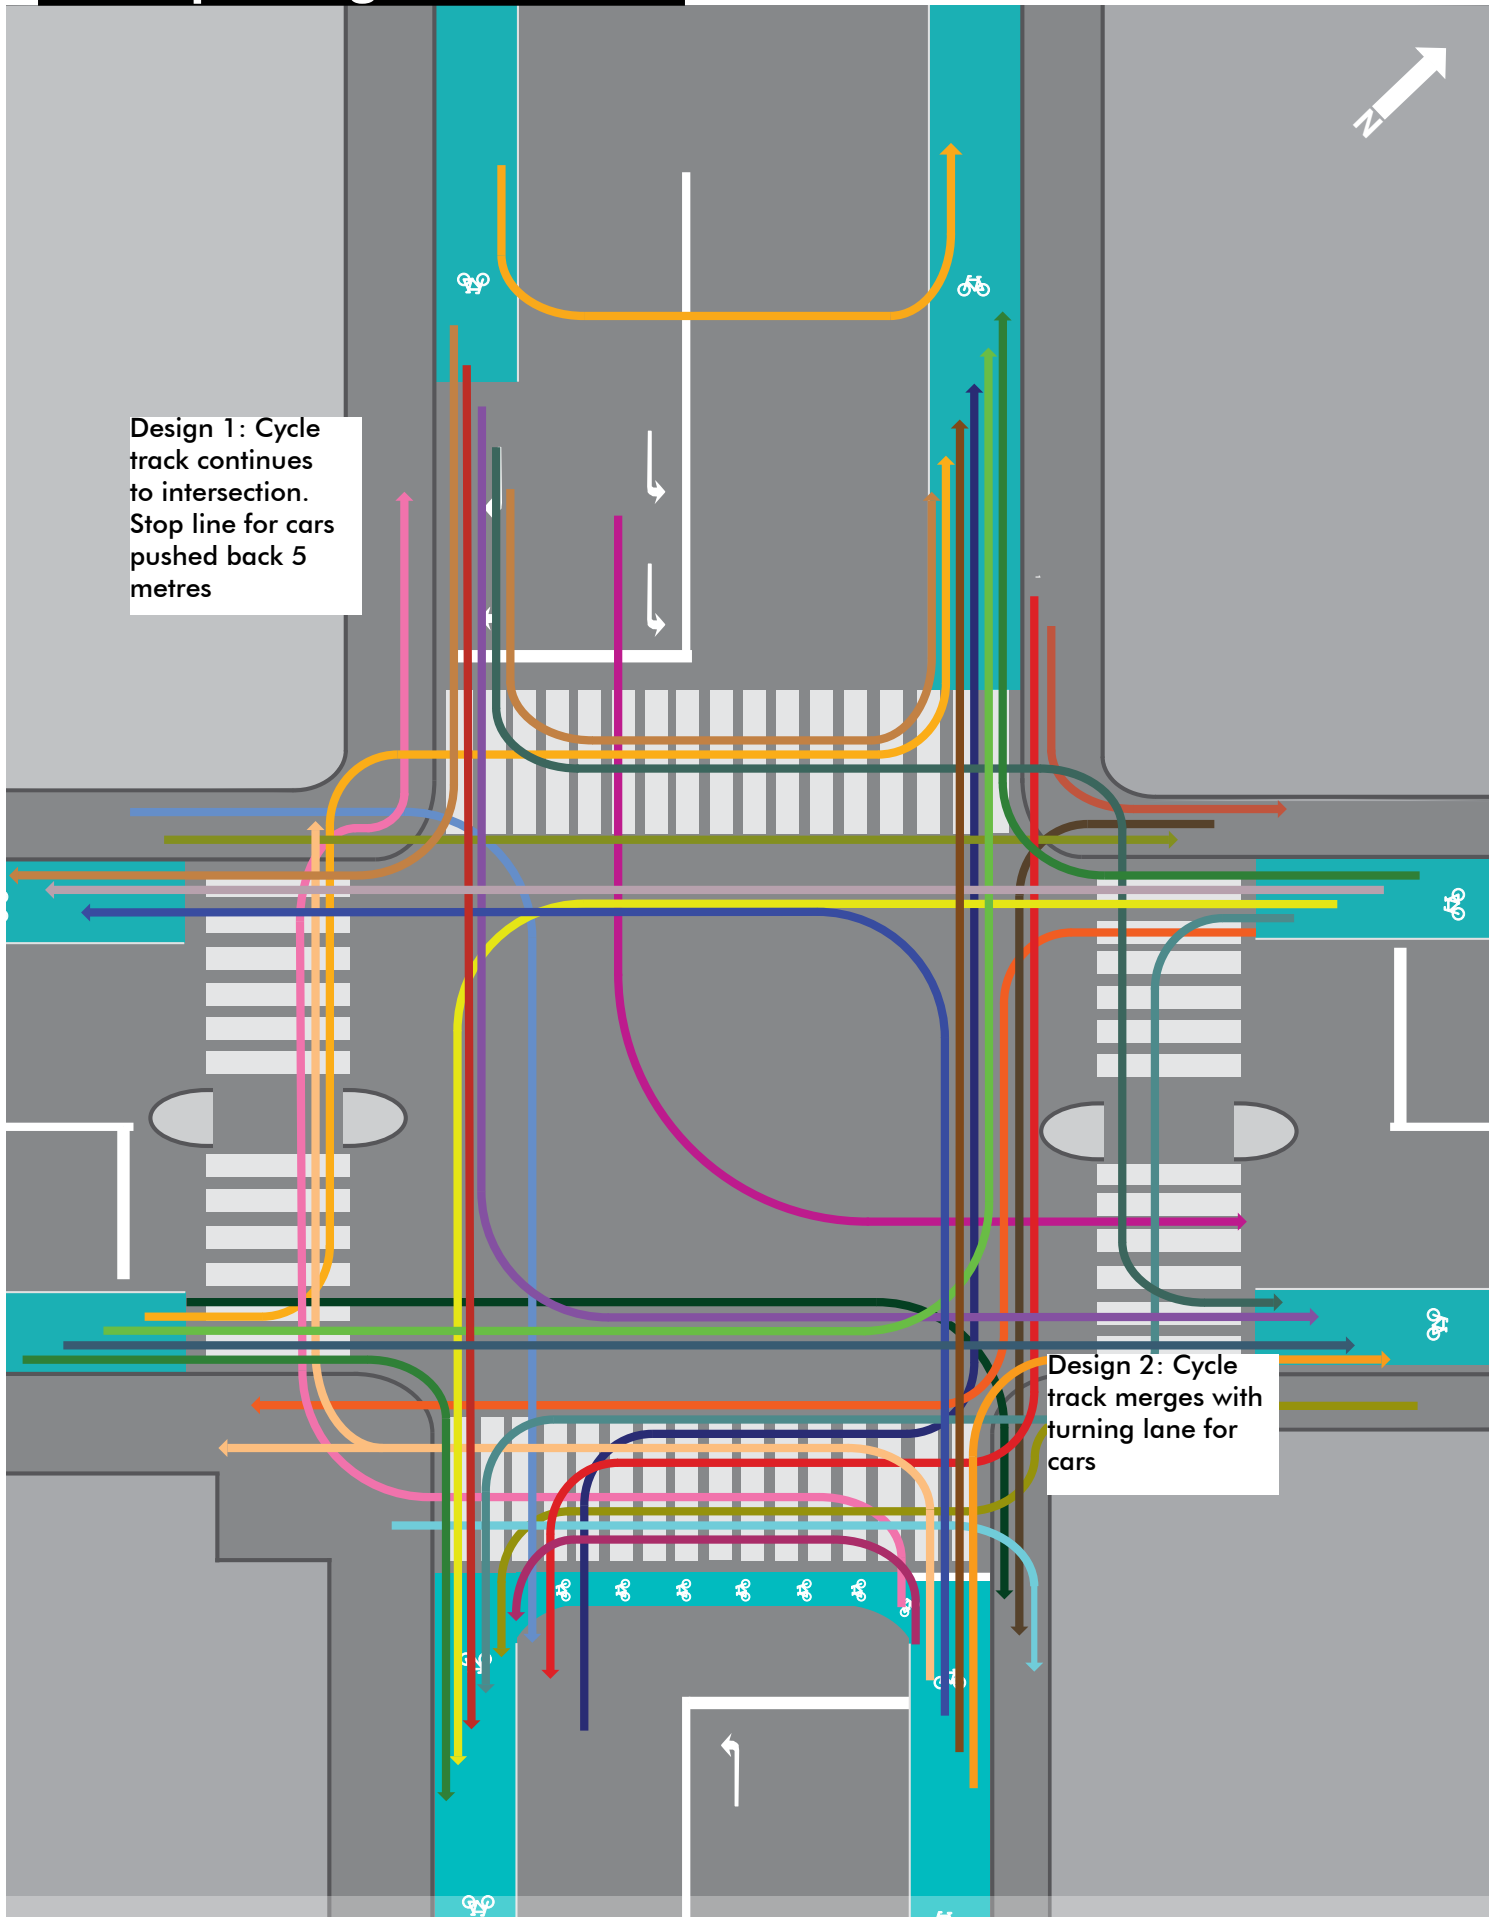 N
Design 1: Cycle
track continues
to intersection.
Stop line for cars
pushed back 5
metres
Design 2: Cycle
track merges with
turning lane for
cars